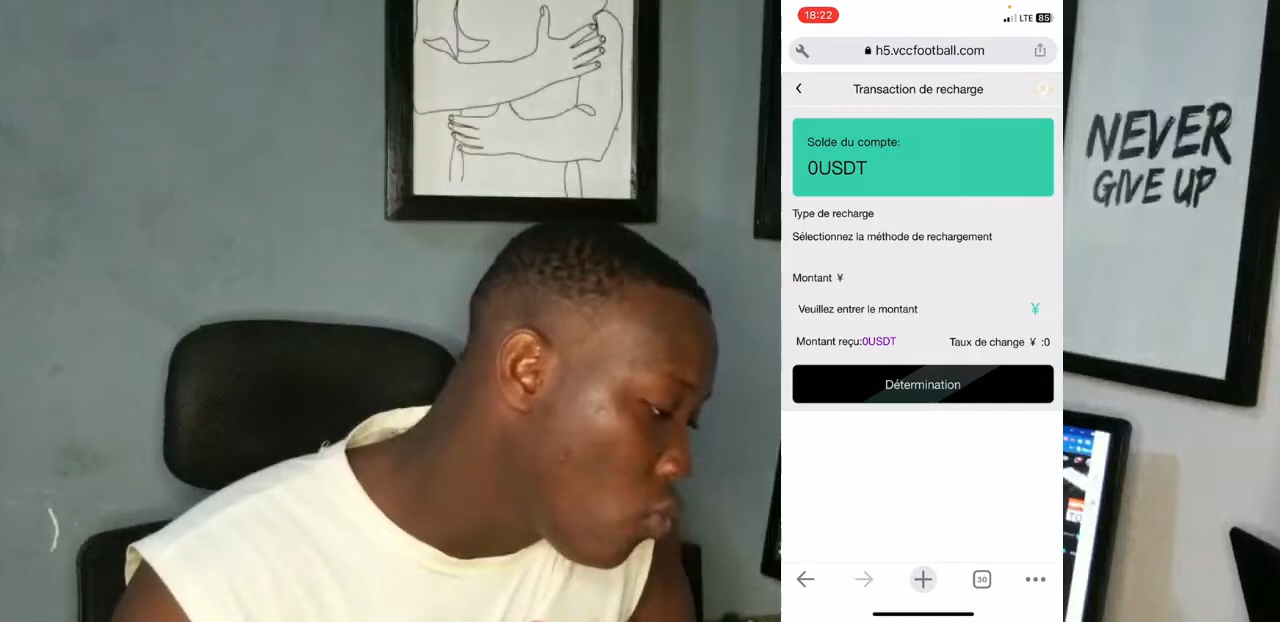 18:22
LTE 85
h5.vccfootball.com
Transaction de recharge
Solde du compte:
0USDT
Type de recharge
Sélectionnez la méthode de rechargement
Montant ¥
Veuillez entrer le montant ¥
Montant reçu:0USDT Taux de change ¥ :0
Détermination
30
NEVER
GIVE UP